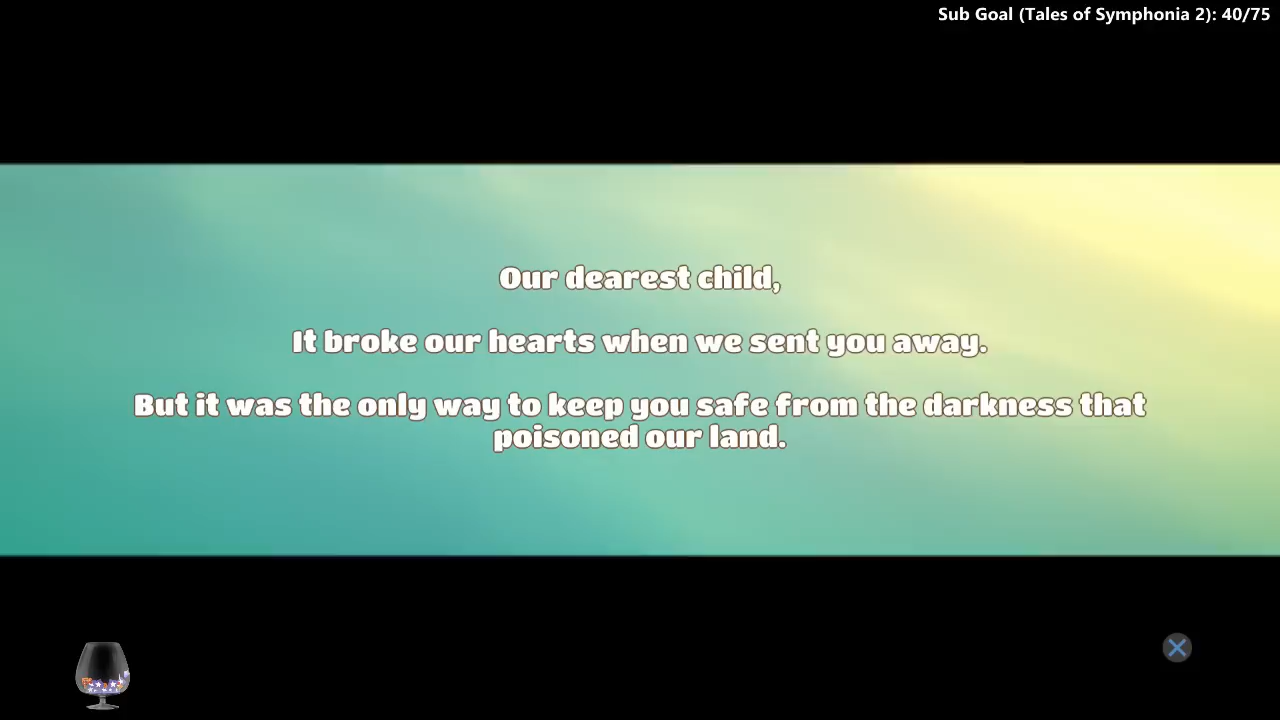 Sub Goal (Tales of Symphonia 2): 40/75
Our dearest child,
It broke our hearts when we sent you away.
But it was the only way to keep you safe from the darkness that
poisoned our land.